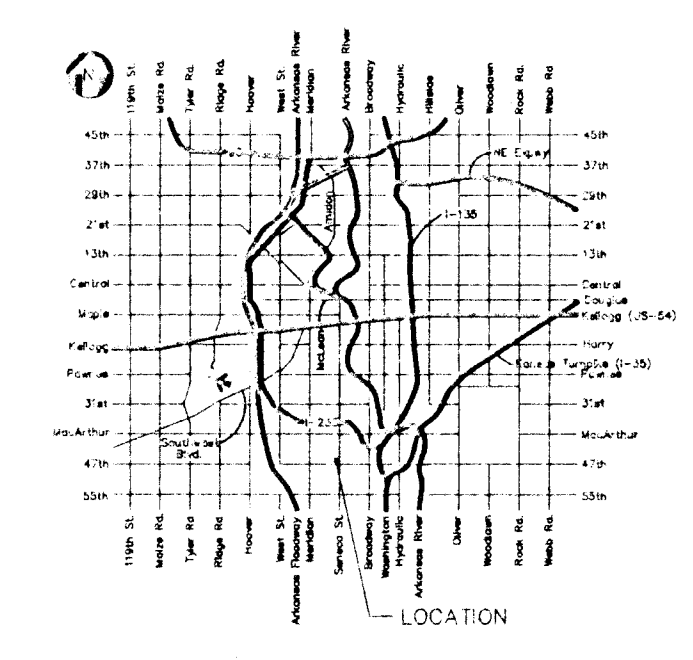 N
119th St.
Maize Rd.
Tyler Rd.
Ridge Rd.
Hoover
West St.
Arkansas River
Meridian
Arkansas River
Broadway
Hydraulic
Hillside
Oliver
Woodlawn
Rock Rd.
Webb Rd
45th
37th
29th
21st
13th
Central
Maple
Kellogg
Pawnee
31st
MacArthur
47th
55th
NE Expwy
I-135
Amidon
McLean
Southwest
Blvd.
I-235
45th
37th
29th
21st
13th
Central
Douglas
Kellogg (US-54)
Harry
Kansas Turnpike (I-35)
Pawnee
31st
MacArthur
47th
55th
119th St.
Maize Rd.
Tyler Rd
Ridge Rd.
Hoover
West St.
Arkansas Floodway
Meridian
Seneca St.
Broadway
Washington
Hydraulic
Arkansas River
Oliver
Woodlawn
Rock Rd.
Webb Rd.
LOCATION